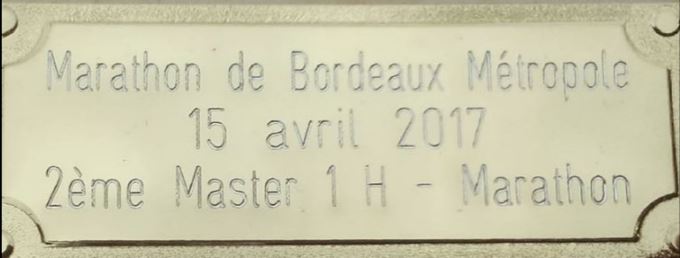 Marathon de Bordeaux Métropole
15 avril 2017
2ème Master 1 H - Marathon